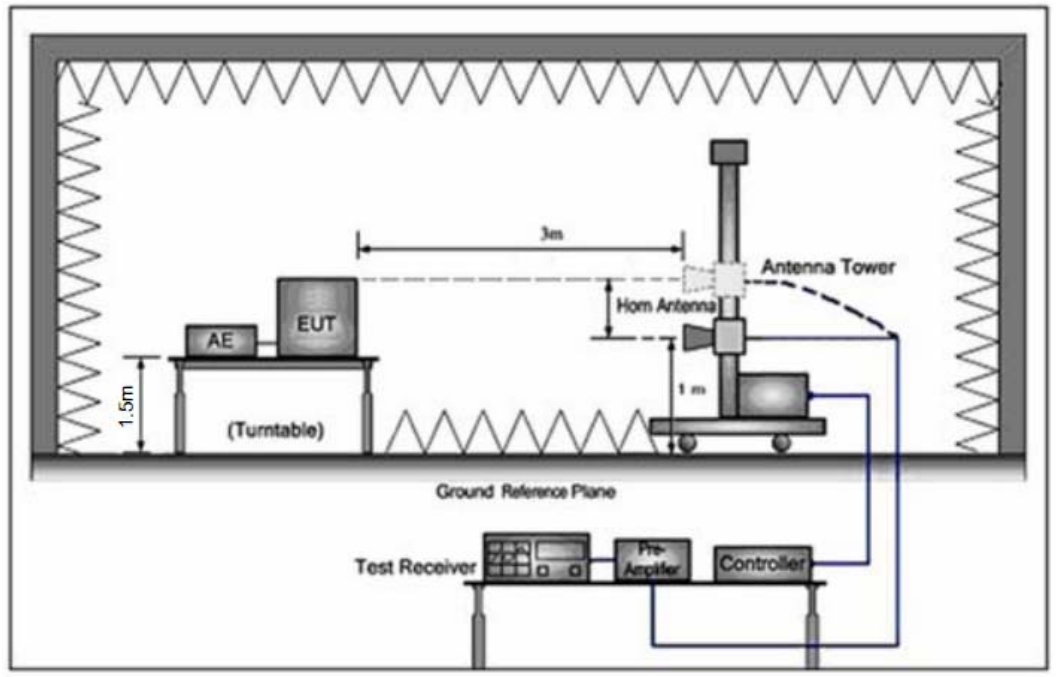 3m
Antenna Tower
Horn Antenna
EUT
AE
1 m
1.5m
(Turntable)
Ground Reference Plane
Test Receiver
Pre-
Amplifier
Controller